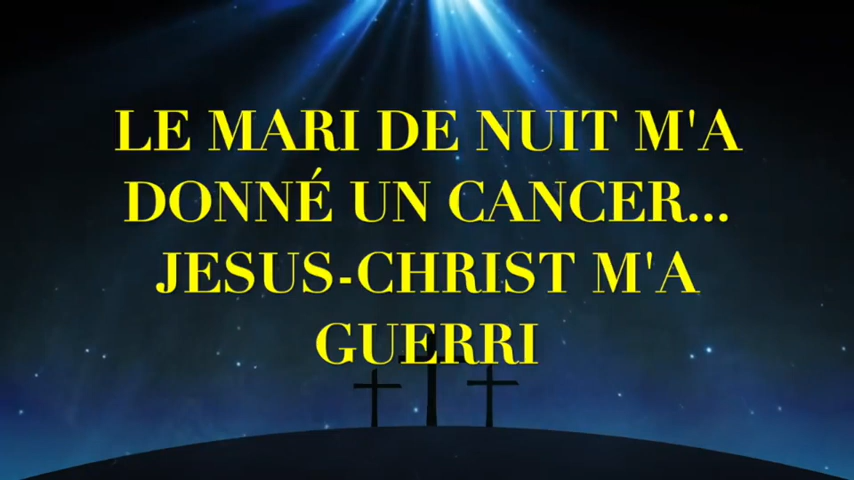 LE MARI DE NUIT M'A
DONNÉ UN CANCER...
JESUS-CHRIST M'A
GUERRI